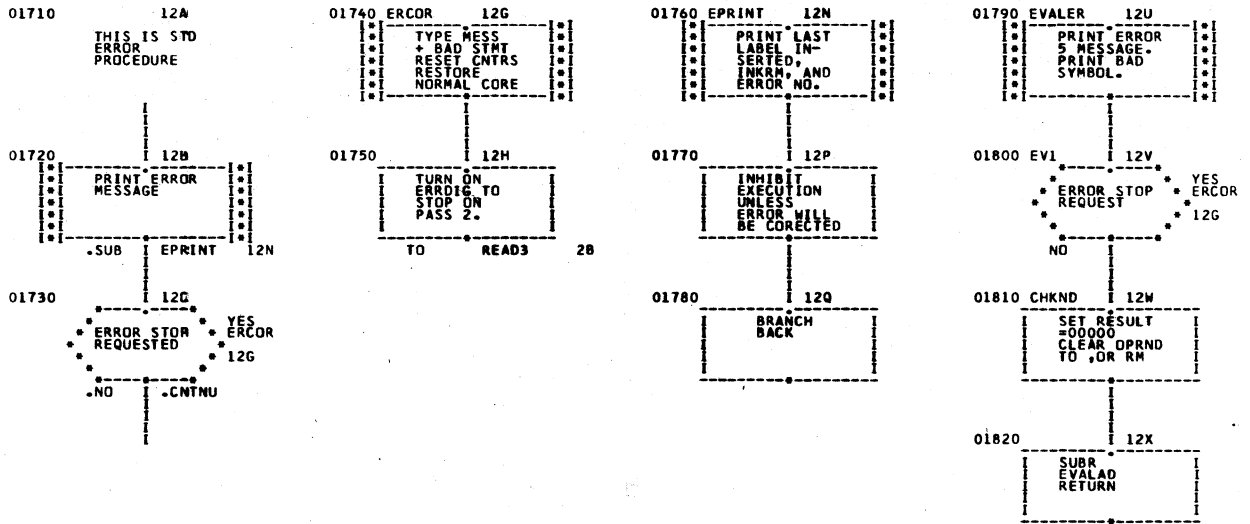 01710 12A
THIS IS STD
ERROR
PROCEDURE
01720 12B
PRINT ERROR
MESSAGE
.SUB EPRINT 12N
01730
ERROR STOP
REQUESTED
YES
ERCOR
12G
.NO .CNTNU
01740 ERCOR 12G
TYPE MESS
+ BAD STMT
RESET CNTRS
RESTORE
NORMAL CORE
01750 12H
TURN ON
ERRDIG TO
STOP ON
PASS 2.
TO READ3 2B
01760 EPRINT 12N
PRINT LAST
LABEL IN-
SERTED,
INKRM, AND
ERROR NO.
01770 12P
INHIBIT
EXECUTION
UNLESS
ERROR WILL
BE CORECTED
01780 12Q
BRANCH
BACK
01790 EVALER 12U
PRINT ERROR
5 MESSAGE.
PRINT BAD
SYMBOL.
01800 EV1 12V
ERROR STOP
REQUEST
YES
ERCOR
12G
NO
01810 CHKND 12W
SET RESULT
=00000
CLEAR OPRND
TO ,OR RM
01820 12X
SUBR
EVALAD
RETURN